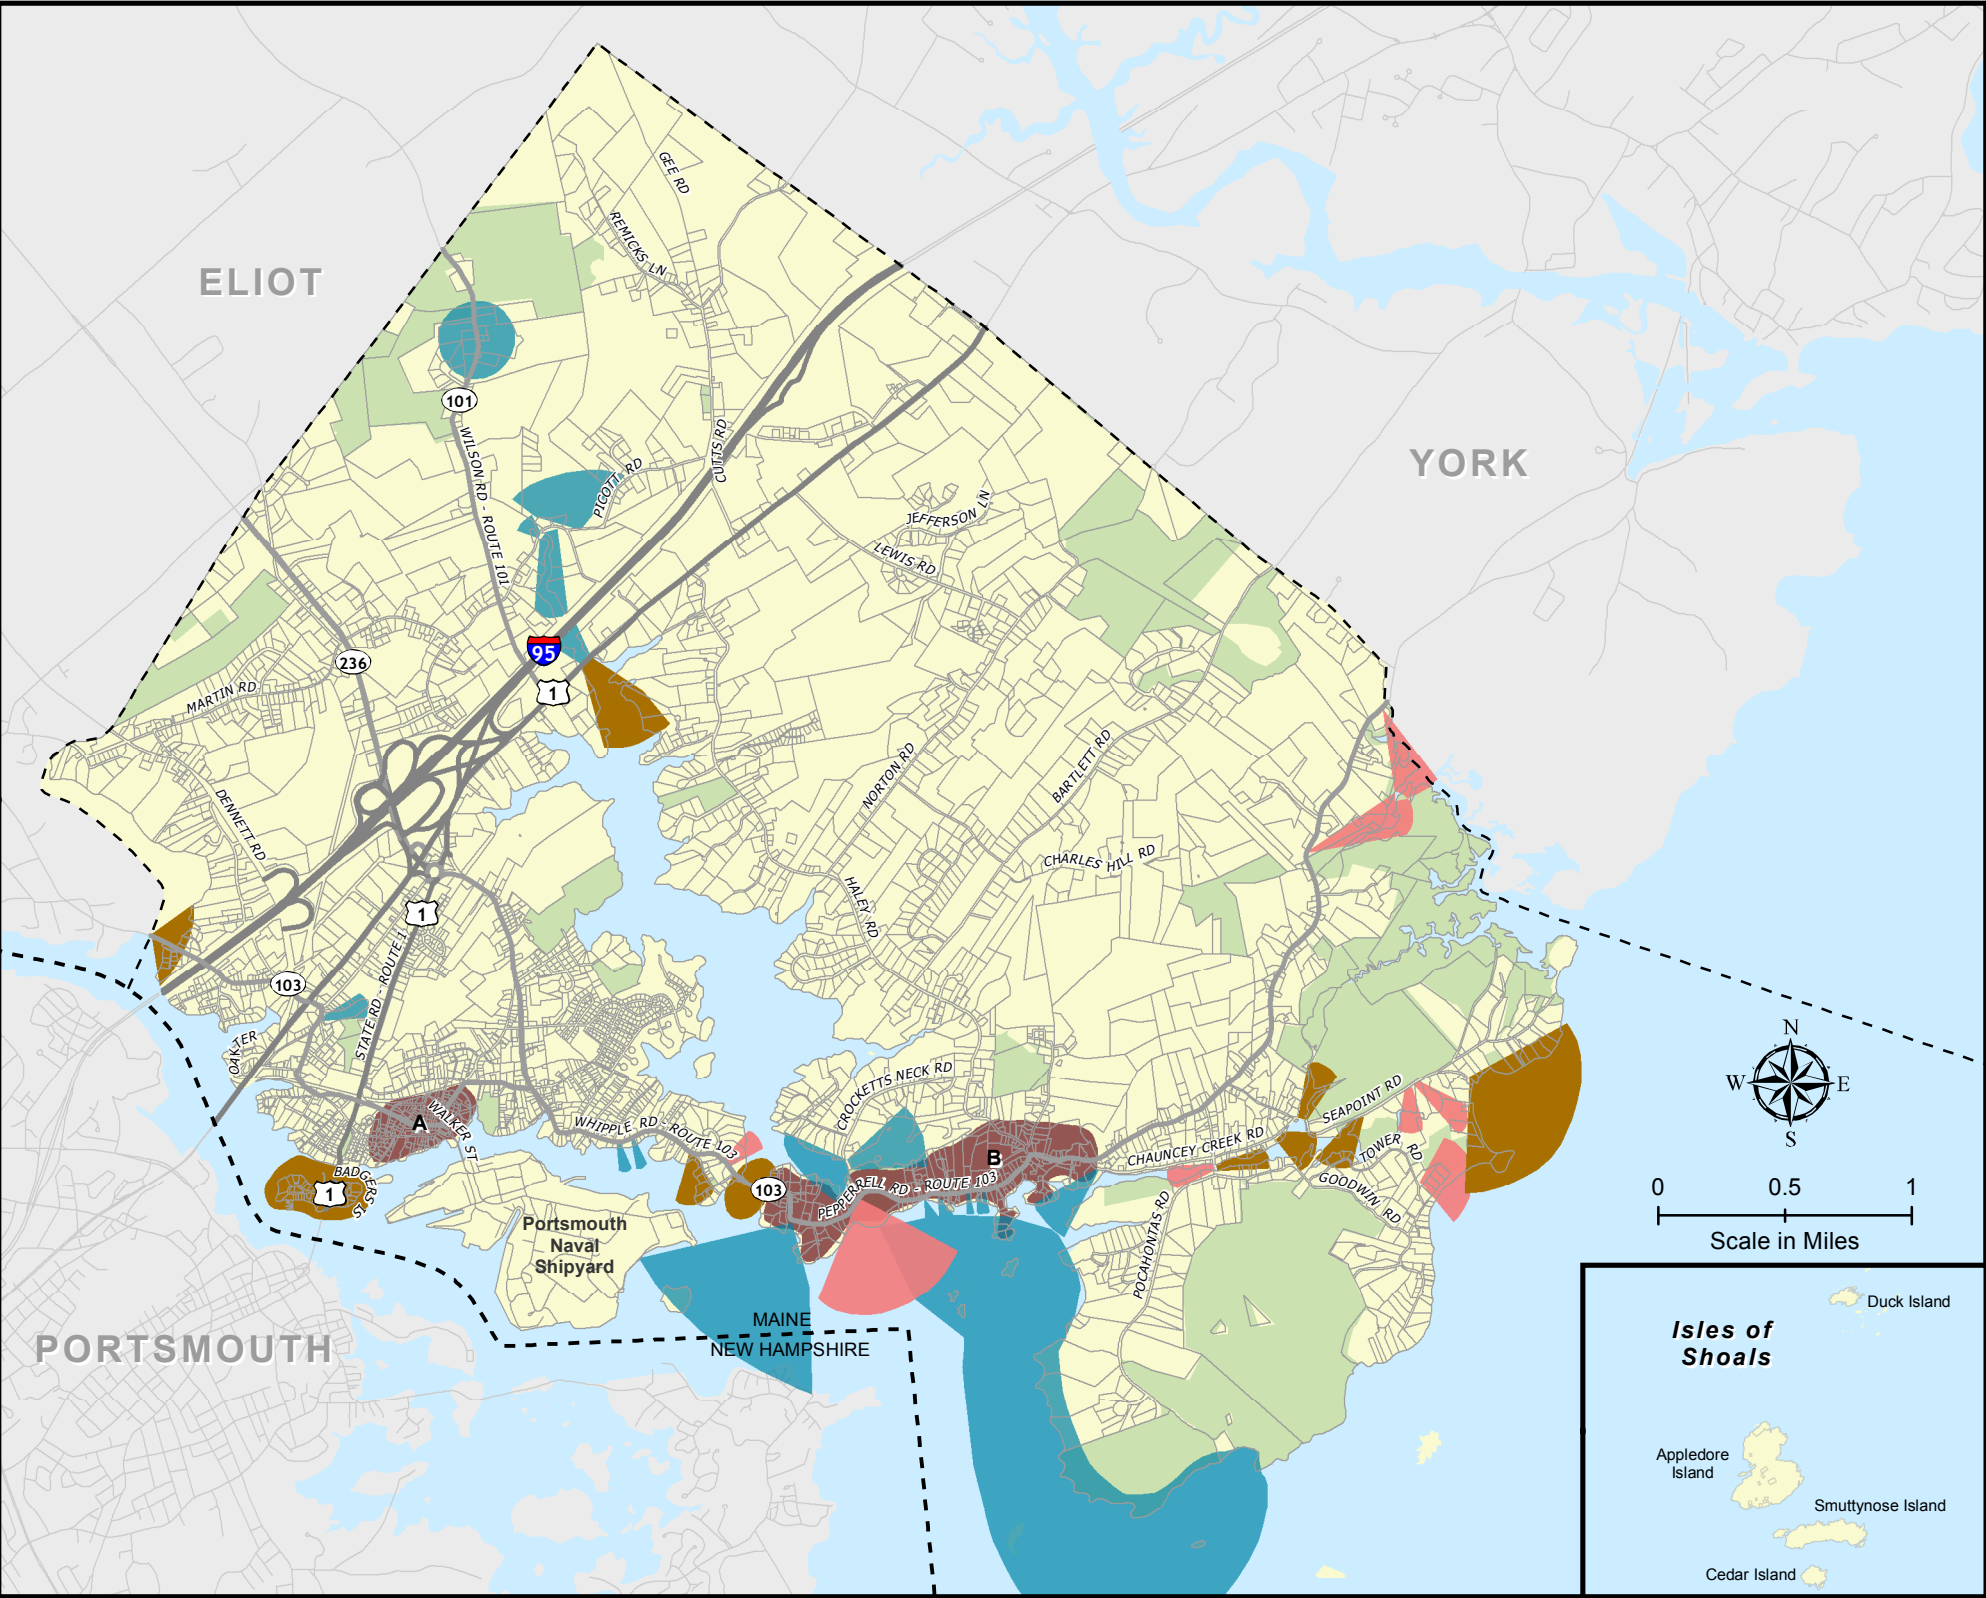 GEE RD
REMICKS LN
ELIOT
101
CUTTS RD
WILSON RD - ROUTE 101
PICOTT RD
YORK
JEFFERSON LN
LEWIS RD
236
95
1
MARTIN RD
NORTON RD
BARTLETT RD
DENNETT RD
CHARLES HILL RD
HALEY RD
1
103
STATE RD - ROUTE 1
OAK TER
N
W E
S
CROCKETTS NECK RD
SEAPOINT RD
WALKER ST
A
WHIPPLE RD - ROUTE 103
CHAUNCEY CREEK RD
TOWER RD
B
BADGERS IS
1
103
PEPPERRELL RD - ROUTE 103
GOODWIN RD
0 0.5 1
Scale in Miles
POCAHONTAS RD
Portsmouth
Naval
Shipyard
MAINE
NEW HAMPSHIRE
PORTSMOUTH
Isles of
Shoals
Duck Island
Appledore
Island
Smuttynose Island
Cedar Island